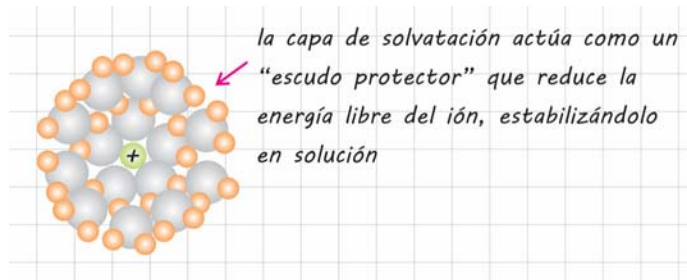 la capa de solvatación actúa como un
“escudo protector” que reduce la
energía libre del ión, estabilizándolo
en solución
+